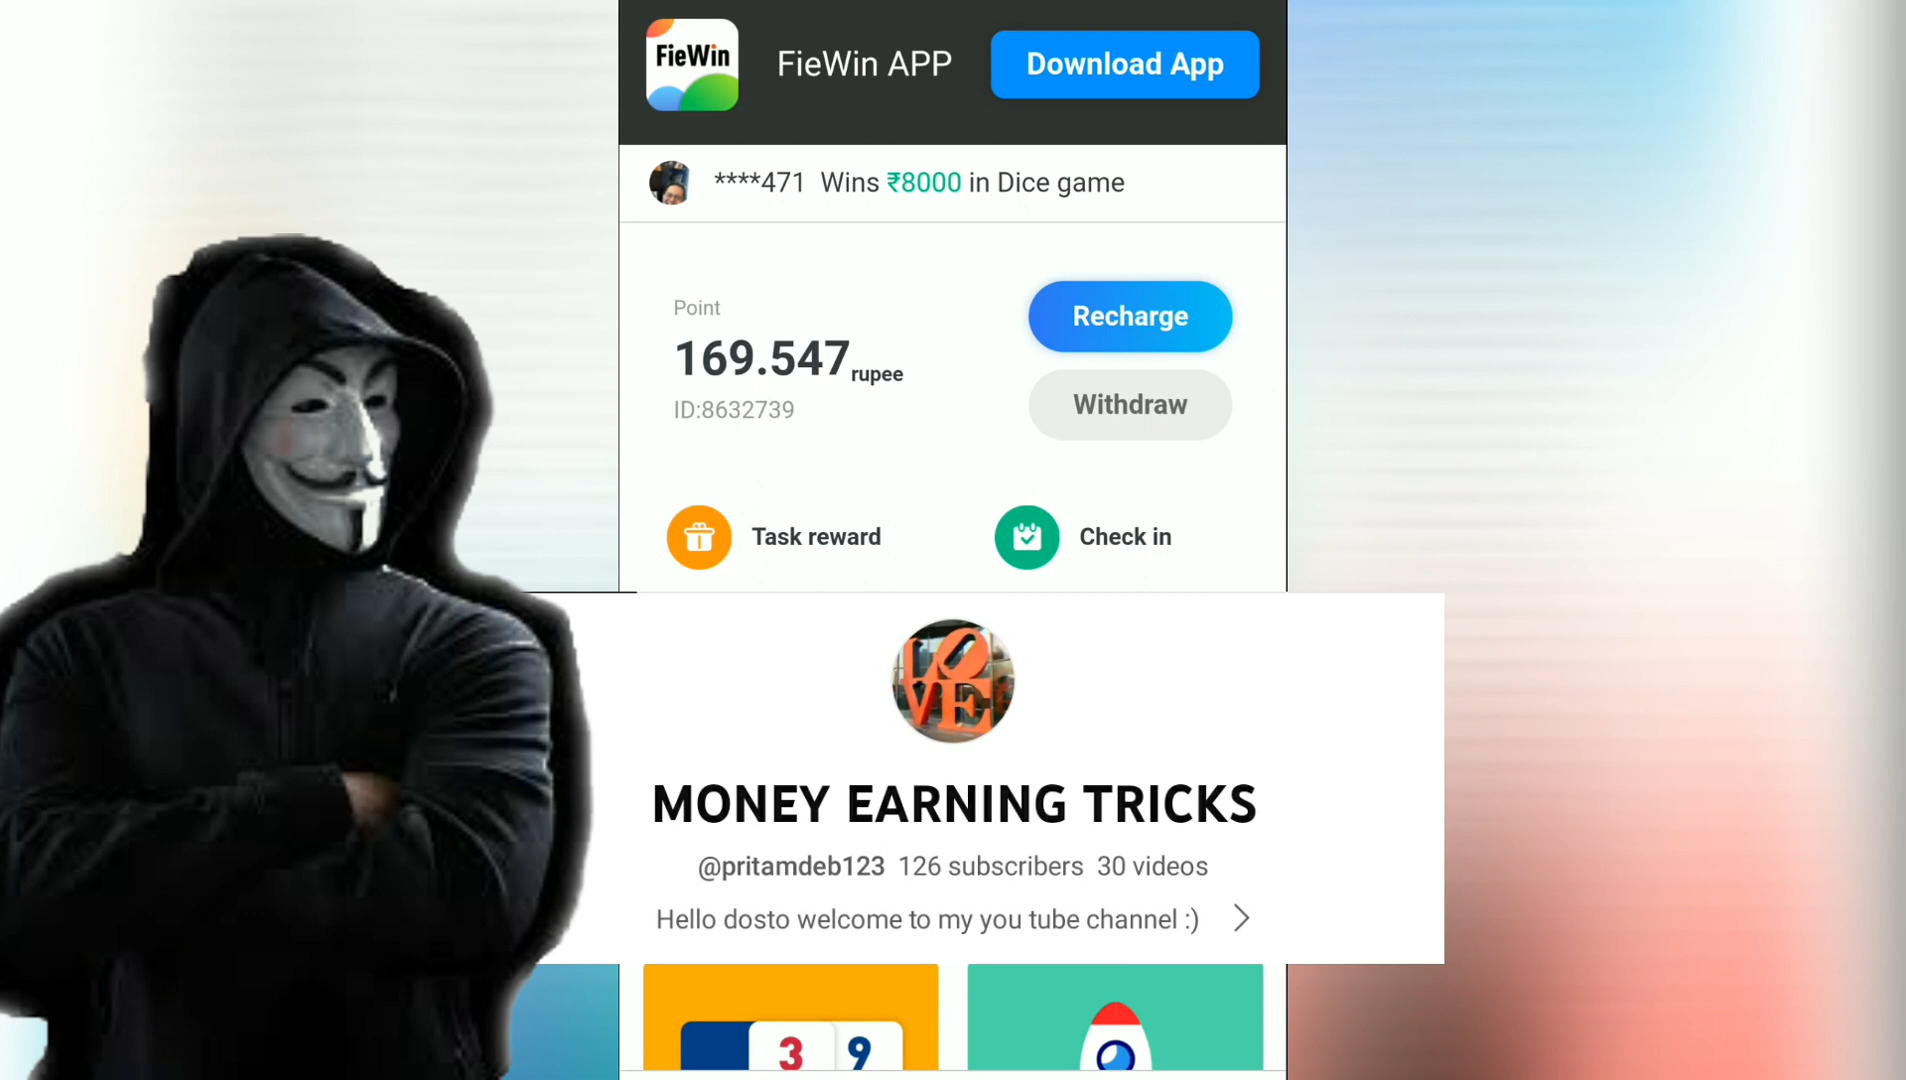 FieWin
FieWin APP
Download App
****471 Wins ₹8000 in Dice game
Point
169.547 rupee
ID:8632739
Recharge
Withdraw
Task reward
Check in
LOVE
MONEY EARNING TRICKS
@pritamdeb123 126 subscribers 30 videos
Hello dosto welcome to my you tube channel :)
3 9